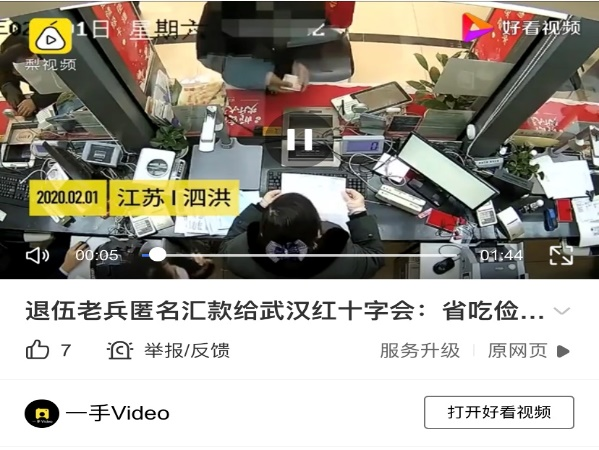 1日 星期六
好看视频
梨视频
2020.02.01 江苏 | 泗洪
00:05 01:44
退伍老兵匿名汇款给武汉红十字会：省吃俭...
7 举报/反馈 服务升级 | 原网页
一手Video 打开好看视频